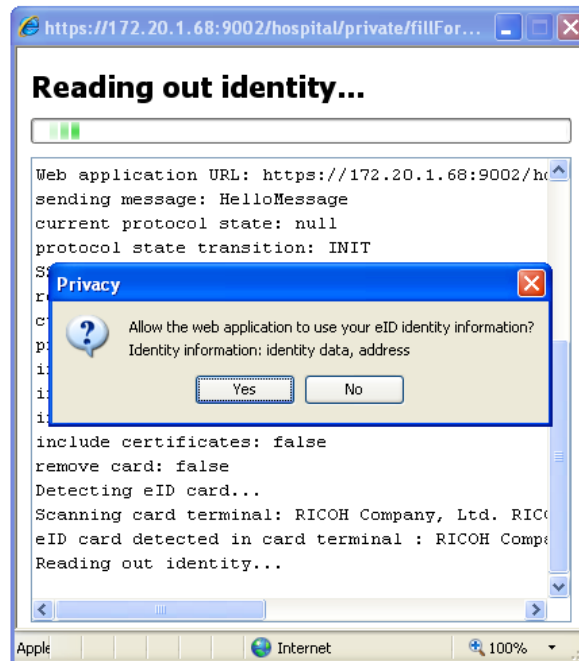 https://172.20.1.68:9002/hospital/private/fillFor...
Reading out identity...
Web application URL: https://172.20.1.68:9002/h
sending message: HelloMessage
current protocol state: null
protocol state transition: INIT
Privacy
Allow the web application to use your eID identity information?
Identity information: identity data, address
Yes No
include certificates: false
remove card: false
Detecting eID card...
Scanning card terminal: RICOH Company, Ltd. RIC
eID card detected in card terminal : RICOH Comp
Reading out identity...
Apple Internet 100%